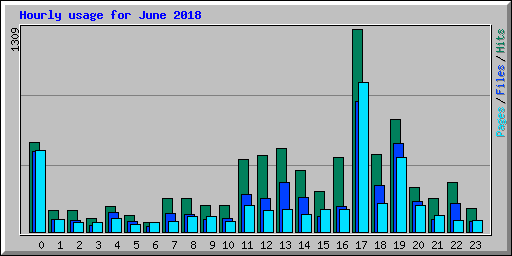 Hourly usage for June 2018
1309
Pages / Files / Hits
0 1 2 3 4 5 6 7 8 9 10 11 12 13 14 15 16 17 18 19 20 21 22 23